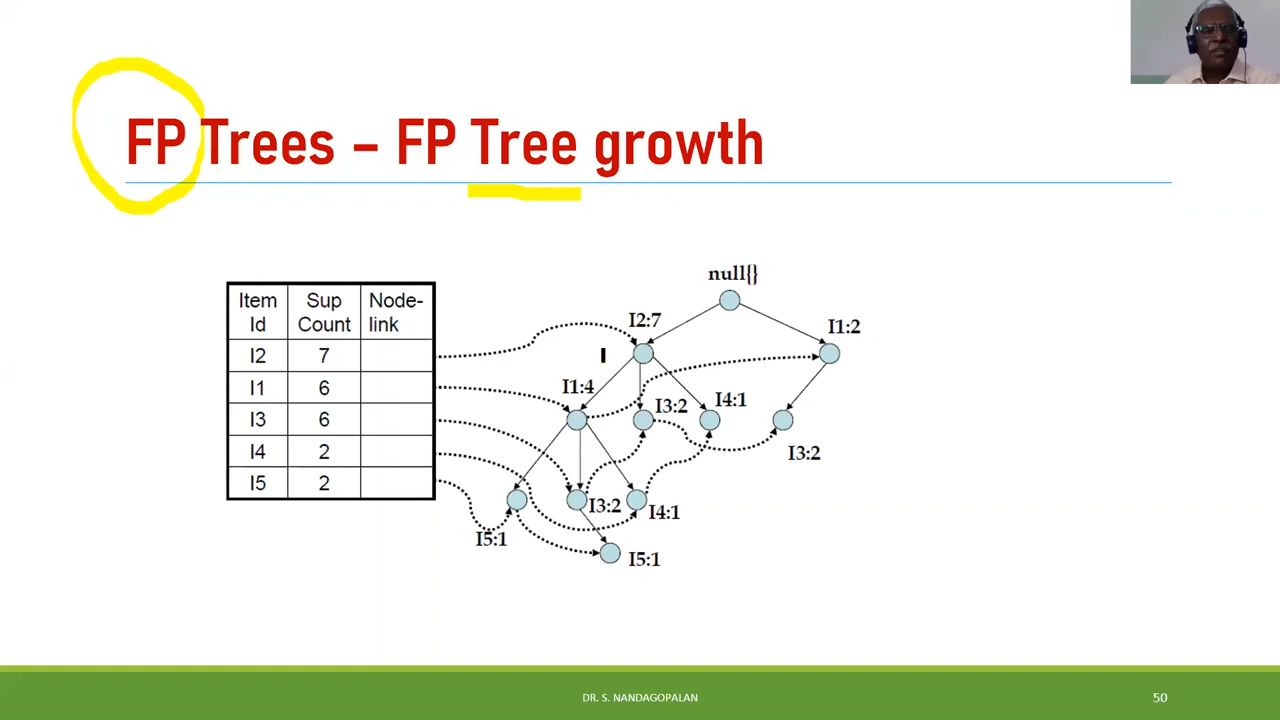 FP Trees – FP Tree growth
Item Id Sup Count Node-link
I2 7
I1 6
I3 6
I4 2
I5 2
null{}
I2:7
I1:2
I1:4
I3:2
I4:1
I3:2
I5:1
I3:2
I4:1
I5:1
DR. S. NANDAGOPALAN
50